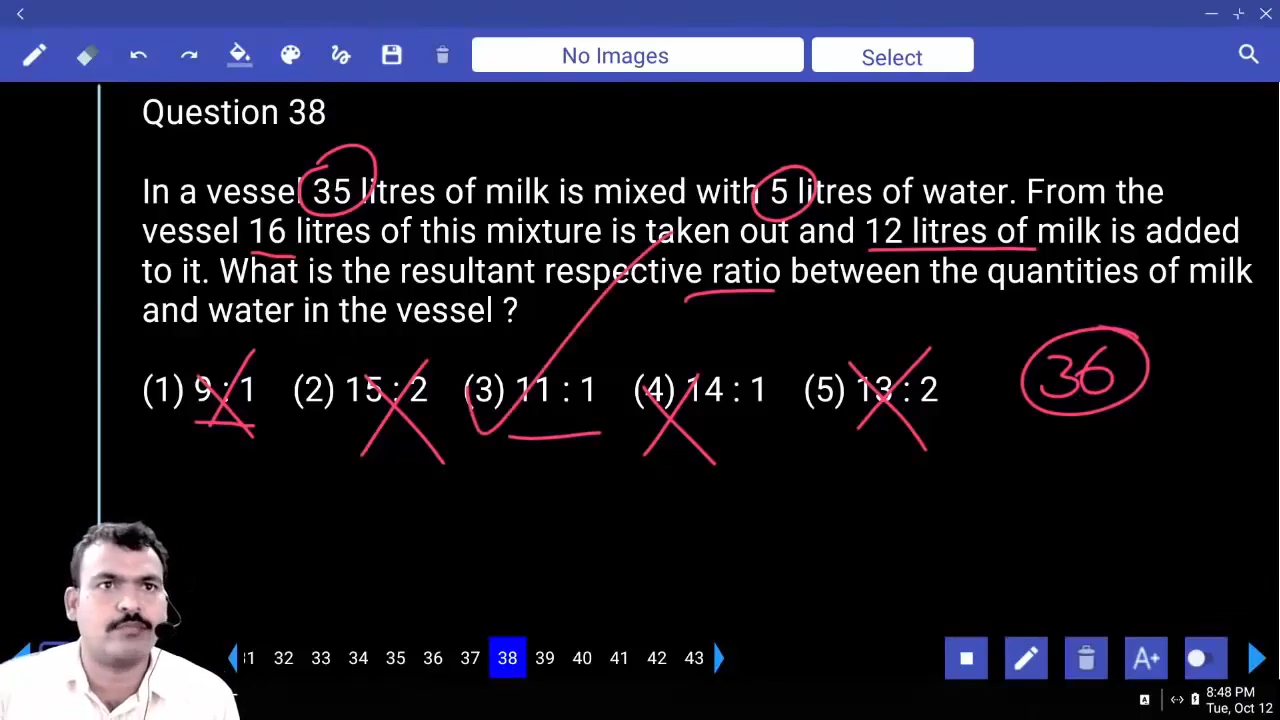 No Images
Select
Question 38
In a vessel 35 litres of milk is mixed with 5 litres of water. From the
vessel 16 litres of this mixture is taken out and 12 litres of milk is added
to it. What is the resultant respective ratio between the quantities of milk
and water in the vessel ?
(1) 9 : 1 (2) 15 : 2 (3) 11 : 1 (4) 14 : 1 (5) 13 : 2
36
31 32 33 34 35 36 37 38 39 40 41 42 43
A+
A
8:48 PM
Tue, Oct 12